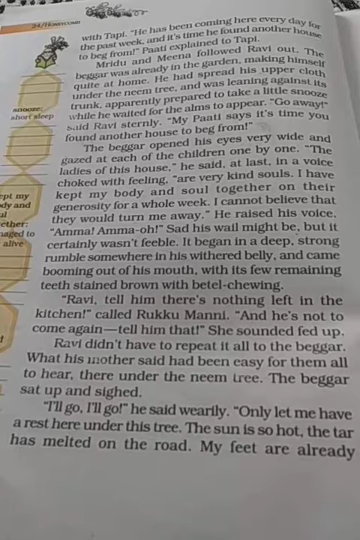 24/HONEYCOMB
with Tapi. "He has been coming here every day for
the past week, and it's time he found another house
to beg from!" Paati explained to Tapi.
Mridu and Meena followed Ravi out. The
beggar was already in the garden, making himself
quite at home. He had spread his upper cloth
under the neem tree, and was leaning against its
trunk, apparently prepared to take a little snooze
while he waited for the alms to appear. "Go away!"
said Ravi sternly. "My Paati says it's time you
found another house to beg from!"
The beggar opened his eyes very wide and
gazed at each of the children one by one. "The
ladies of this house," he said, at last, in a voice
choked with feeling, "are very kind souls. I have
kept my body and soul together on their
generosity for a whole week. I cannot believe that
they would turn me away." He raised his voice.
"Amma! Amma-oh!" Sad his wail might be, but it
certainly wasn't feeble. It began in a deep, strong
rumble somewhere in his withered belly, and came
booming out of his mouth, with its few remaining
teeth stained brown with betel-chewing.
"Ravi, tell him there's nothing left in the
kitchen!" called Rukku Manni. "And he's not to
come again—tell him that!" She sounded fed up.
Ravi didn't have to repeat it all to the beggar.
What his mother said had been easy for them all
to hear, there under the neem tree. The beggar
sat up and sighed.
"I'll go, I'll go!" he said wearily. "Only let me have
a rest here under this tree. The sun is so hot, the tar
has melted on the road. My feet are already
snooze:
short sleep
ept my
dy and
ul
ether:
naged to
alive